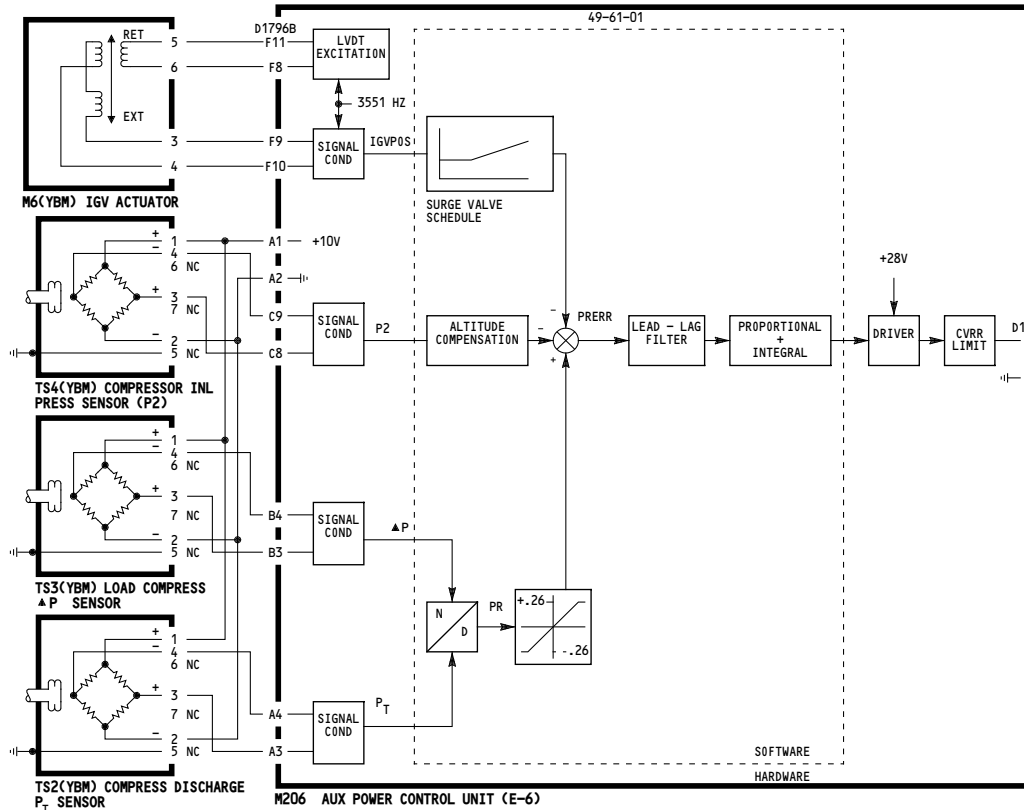 49-61-01
D1796B
RET
5
F11
LVDT
EXCITATION
6
F8
3551 HZ
EXT
3
F9
SIGNAL
COND
IGVPOS
4
F10
M6(YBM) IGV ACTUATOR
SURGE VALVE
SCHEDULE
+
1
A1
+10V
-
4
6 NC
A2
+28V
+
3
7 NC
C9
SIGNAL
COND
P2
ALTITUDE
COMPENSATION
-
-
+
PRERR
LEAD - LAG
FILTER
PROPORTIONAL
+
INTEGRAL
DRIVER
CVRR
LIMIT
D1
-
2
5 NC
C8
TS4(YBM) COMPRESSOR INL
PRESS SENSOR (P2)
+
1
-
4
6 NC
+
3
7 NC
B4
SIGNAL
COND
▲P
-
2
5 NC
B3
TS3(YBM) LOAD COMPRESS
▲P SENSOR
N
D
PR
+.26
-.26
+
1
-
4
6 NC
+
3
7 NC
A4
SIGNAL
COND
PT
-
2
5 NC
A3
SOFTWARE
HARDWARE
TS2(YBM) COMPRESS DISCHARGE
PT SENSOR
M206 AUX POWER CONTROL UNIT (E-6)